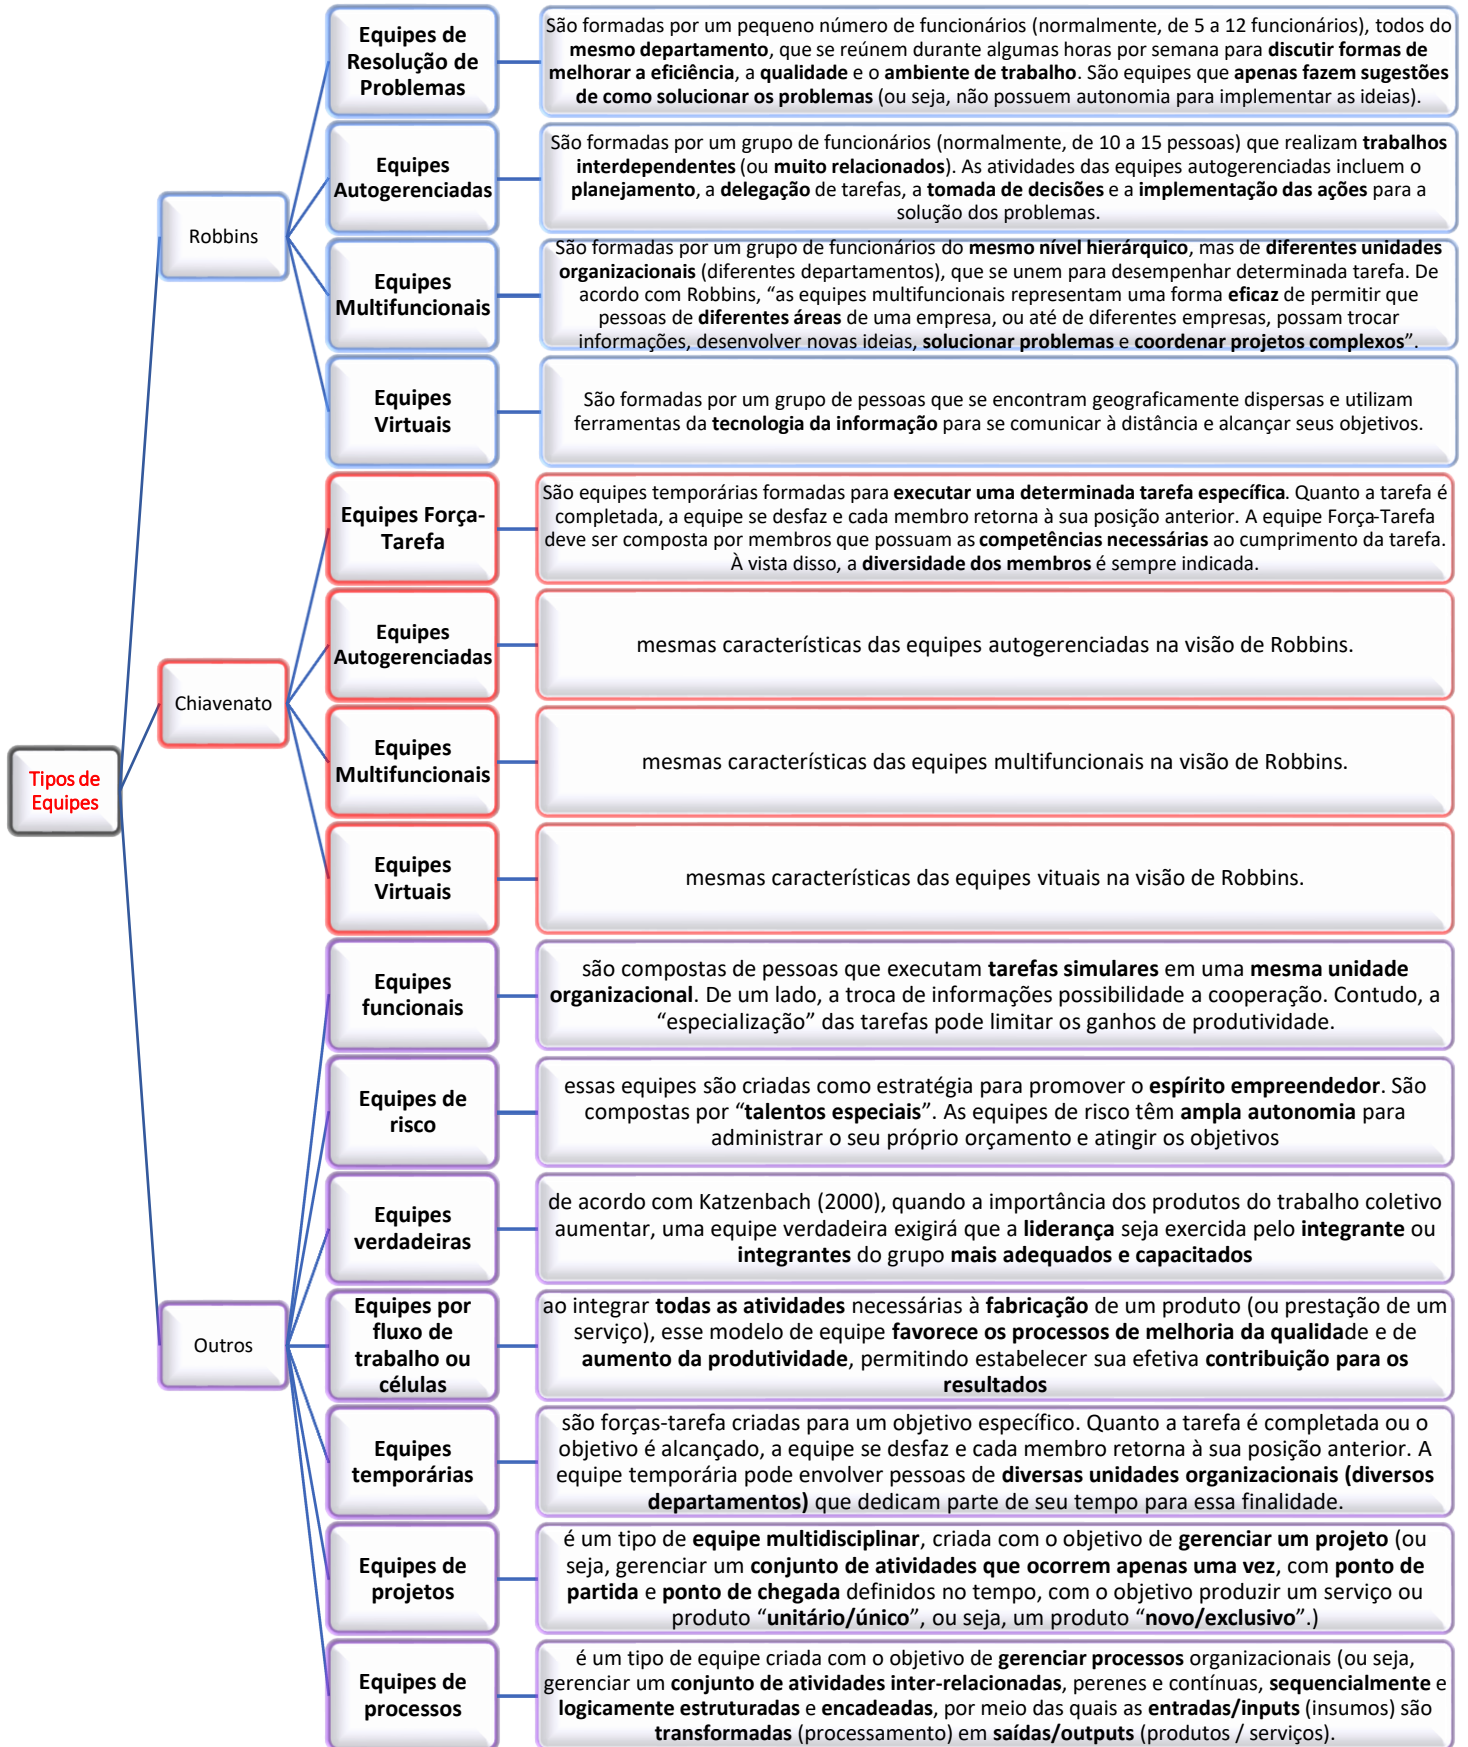 Tipos de
Equipes
Robbins
Equipes de
Resolução de
Problemas
São formadas por um pequeno número de funcionários (normalmente, de 5 a 12 funcionários), todos do
mesmo departamento, que se reúnem durante algumas horas por semana para discutir formas de
melhorar a eficiência, a qualidade e o ambiente de trabalho. São equipes que apenas fazem sugestões
de como solucionar os problemas (ou seja, não possuem autonomia para implementar as ideias).
Equipes
Autogerenciadas
São formadas por um grupo de funcionários (normalmente, de 10 a 15 pessoas) que realizam trabalhos
interdependentes (ou muito relacionados). As atividades das equipes autogerenciadas incluem o
planejamento, a delegação de tarefas, a tomada de decisões e a implementação das ações para a
solução dos problemas.
Equipes
Multifuncionais
São formadas por um grupo de funcionários do mesmo nível hierárquico, mas de diferentes unidades
organizacionais (diferentes departamentos), que se unem para desempenhar determinada tarefa. De
acordo com Robbins, “as equipes multifuncionais representam uma forma eficaz de permitir que
pessoas de diferentes áreas de uma empresa, ou até de diferentes empresas, possam trocar
informações, desenvolver novas ideias, solucionar problemas e coordenar projetos complexos”.
Equipes
Virtuais
São formadas por um grupo de pessoas que se encontram geograficamente dispersas e utilizam
ferramentas da tecnologia da informação para se comunicar à distância e alcançar seus objetivos.
Chiavenato
Equipes Força-
Tarefa
São equipes temporárias formadas para executar uma determinada tarefa específica. Quanto a tarefa é
completada, a equipe se desfaz e cada membro retorna à sua posição anterior. A equipe Força-Tarefa
deve ser composta por membros que possuam as competências necessárias ao cumprimento da tarefa.
À vista disso, a diversidade dos membros é sempre indicada.
Equipes
Autogerenciadas
mesmas características das equipes autogerenciadas na visão de Robbins.
Equipes
Multifuncionais
mesmas características das equipes multifuncionais na visão de Robbins.
Equipes
Virtuais
mesmas características das equipes vituais na visão de Robbins.
Outros
Equipes
funcionais
são compostas de pessoas que executam tarefas simulares em uma mesma unidade
organizacional. De um lado, a troca de informações possibilidade a cooperação. Contudo, a
“especialização” das tarefas pode limitar os ganhos de produtividade.
Equipes de
risco
essas equipes são criadas como estratégia para promover o espírito empreendedor. São
compostas por “talentos especiais”. As equipes de risco têm ampla autonomia para
administrar o seu próprio orçamento e atingir os objetivos
Equipes
verdadeiras
de acordo com Katzenbach (2000), quando a importância dos produtos do trabalho coletivo
aumentar, uma equipe verdadeira exigirá que a liderança seja exercida pelo integrante ou
integrantes do grupo mais adequados e capacitados
Equipes por
fluxo de
trabalho ou
células
ao integrar todas as atividades necessárias à fabricação de um produto (ou prestação de um
serviço), esse modelo de equipe favorece os processos de melhoria da qualidade e de
aumento da produtividade, permitindo estabelecer sua efetiva contribuição para os
resultados
Equipes
temporárias
são forças-tarefa criadas para um objetivo específico. Quanto a tarefa é completada ou o
objetivo é alcançado, a equipe se desfaz e cada membro retorna à sua posição anterior. A
equipe temporária pode envolver pessoas de diversas unidades organizacionais (diversos
departamentos) que dedicam parte de seu tempo para essa finalidade.
Equipes de
projetos
é um tipo de equipe multidisciplinar, criada com o objetivo de gerenciar um projeto (ou
seja, gerenciar um conjunto de atividades que ocorrem apenas uma vez, com ponto de
partida e ponto de chegada definidos no tempo, com o objetivo produzir um serviço ou
produto “unitário/único”, ou seja, um produto “novo/exclusivo”.)
Equipes de
processos
é um tipo de equipe criada com o objetivo de gerenciar processos organizacionais (ou seja,
gerenciar um conjunto de atividades inter-relacionadas, perenes e contínuas, sequencialmente e
logicamente estruturadas e encadeadas, por meio das quais as entradas/inputs (insumos) são
transformadas (processamento) em saídas/outputs (produtos / serviços).